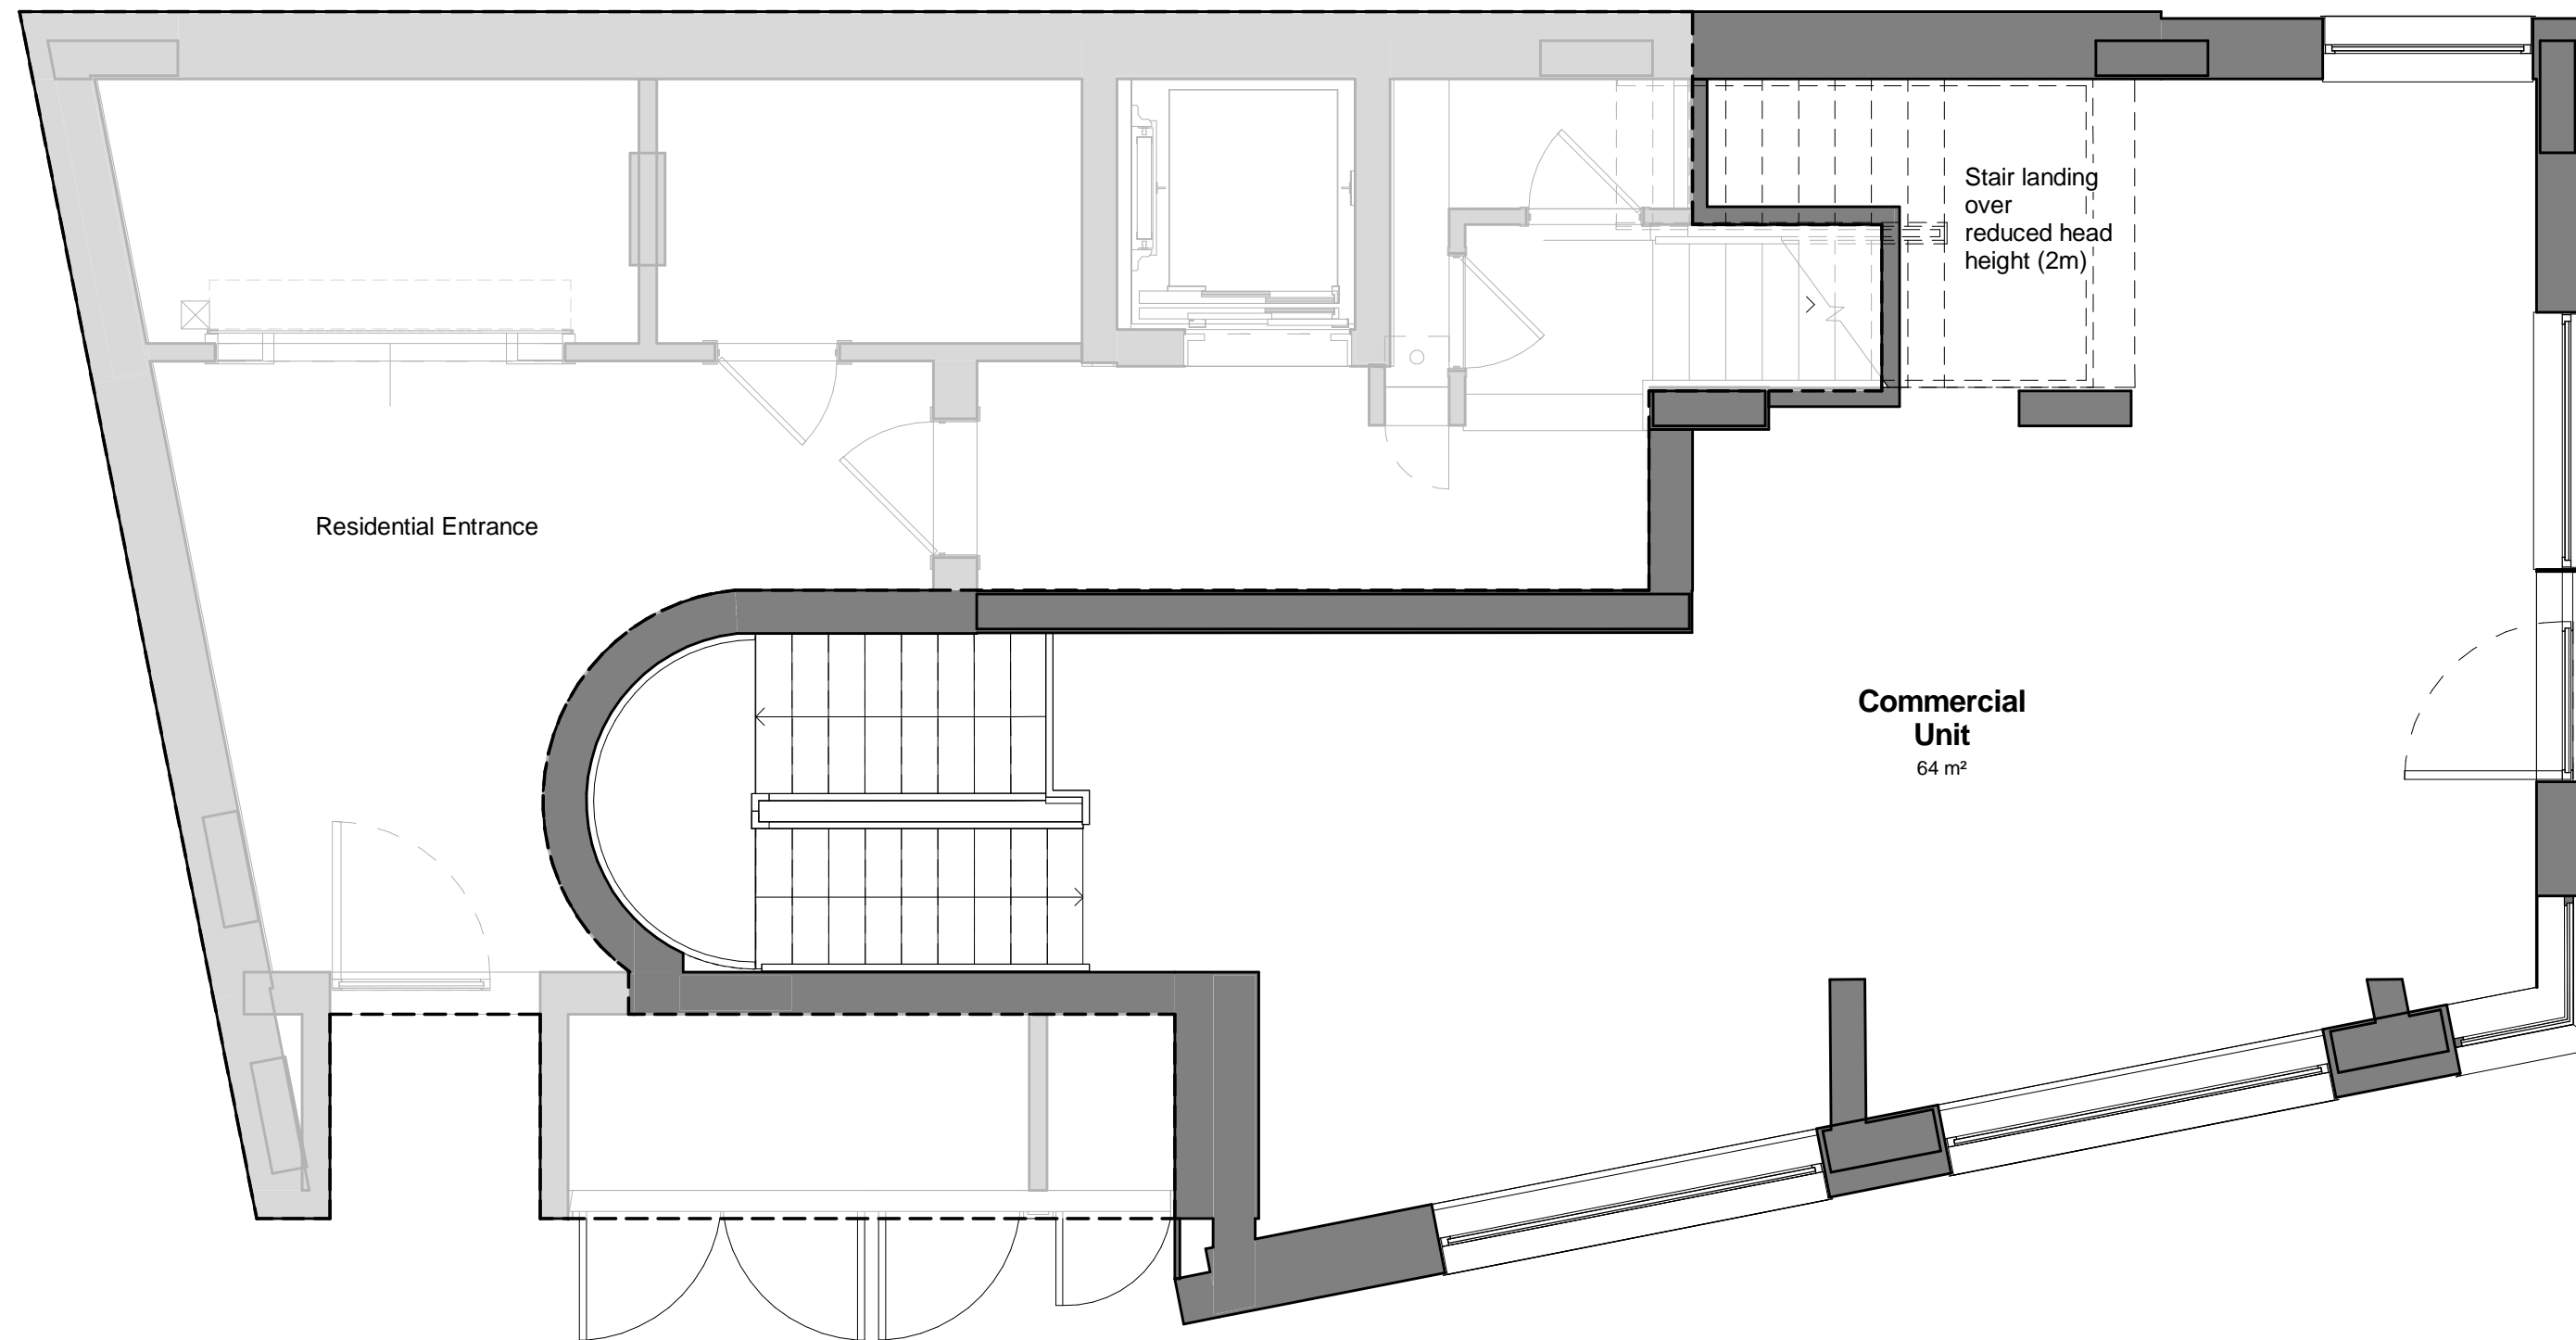 Stair landing
over
reduced head
height (2m)
Residential Entrance
Commercial
Unit
64 m²